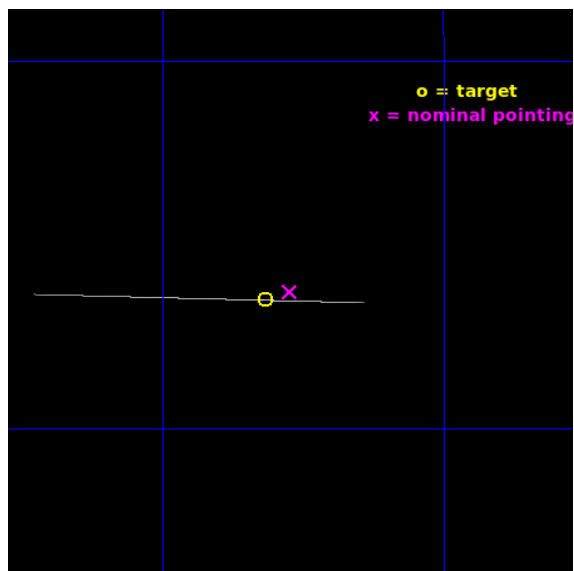 o = target
x = nominal pointing